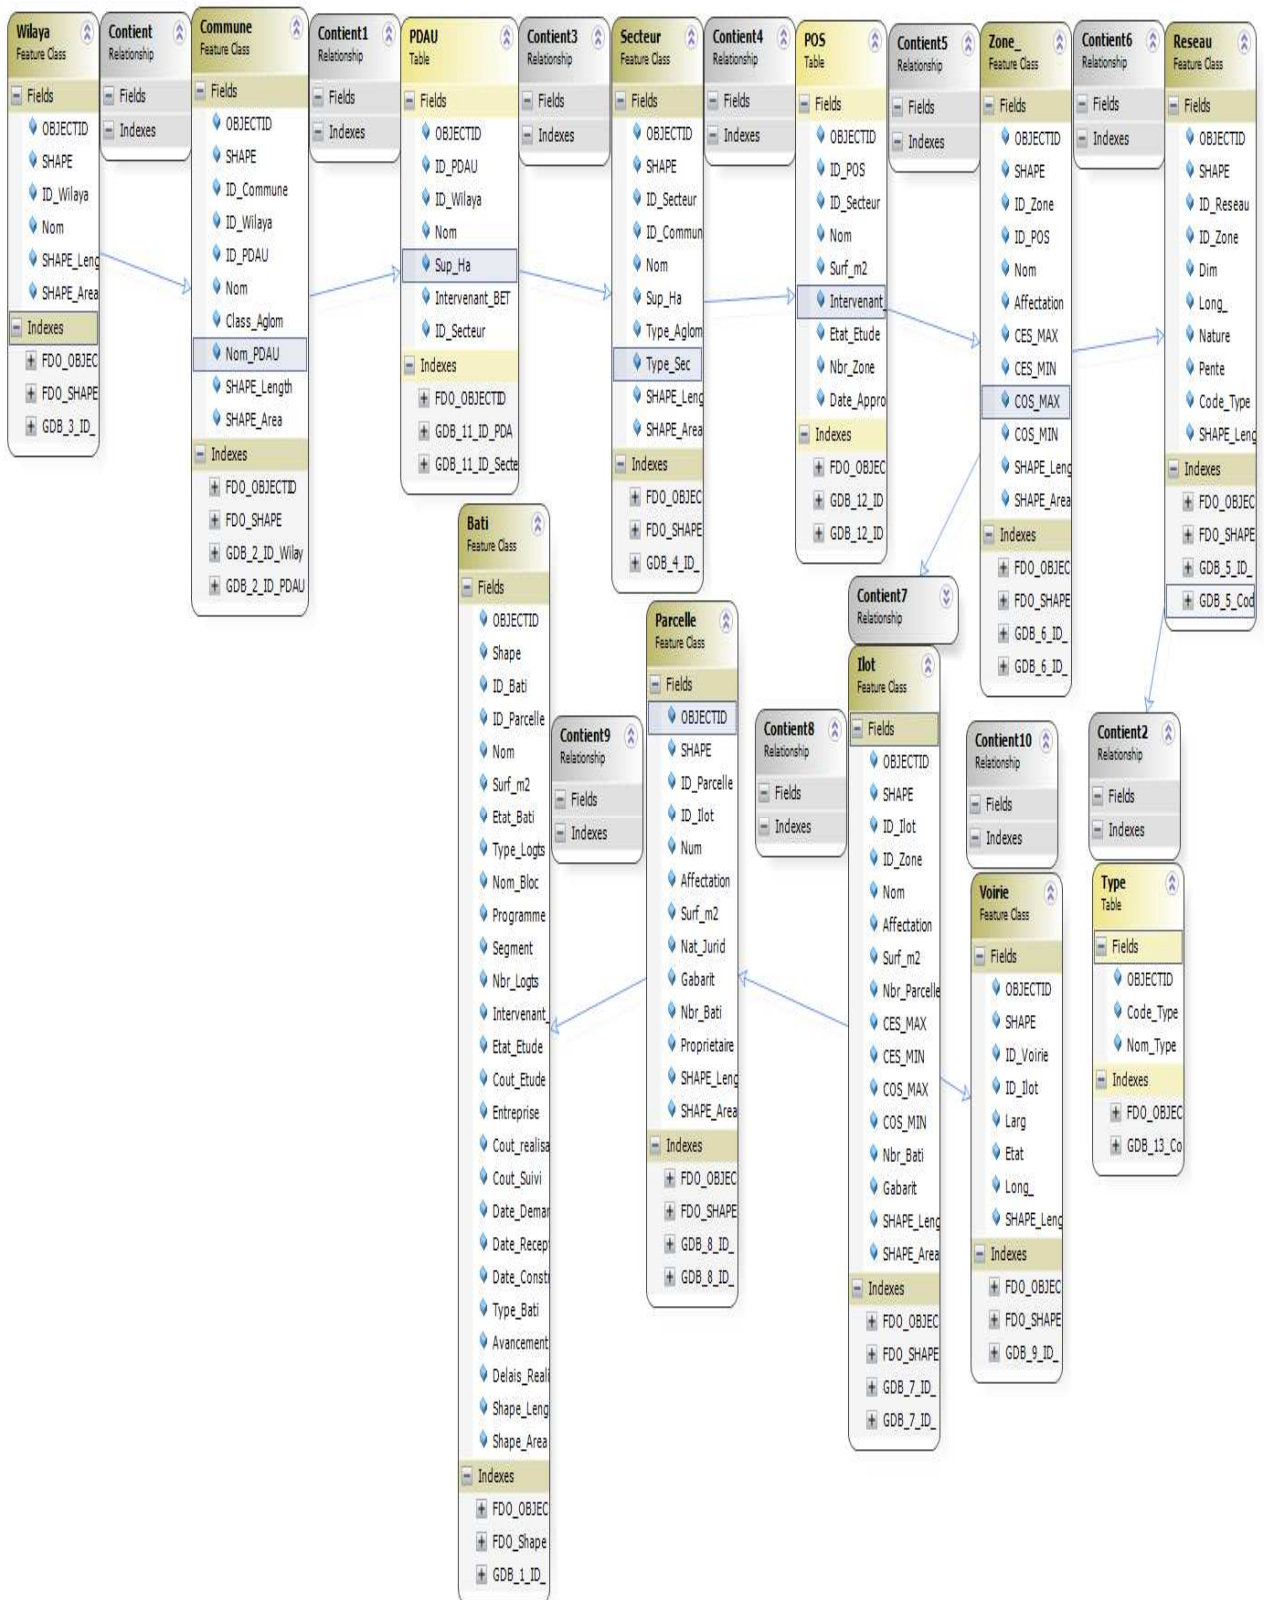 Wilaya
Feature Class
Fields
OBJECTID
SHAPE
ID_Wilaya
Nom
SHAPE_Leng
SHAPE_Area
Indexes
FDO_OBJEC
FDO_SHAPE
GDB_3_ID_
Contient
Relationship
Fields
Indexes
Commune
Feature Class
Fields
OBJECTID
SHAPE
ID_Commune
ID_Wilaya
ID_PDAU
Nom
Class_Aglom
Nom_PDAU
SHAPE_Length
SHAPE_Area
Indexes
FDO_OBJECTID
FDO_SHAPE
GDB_2_ID_Wilay
GDB_2_ID_PDAU
Contient1
Relationship
Fields
Indexes
PDAU
Table
Fields
OBJECTID
ID_PDAU
ID_Wilaya
Nom
Sup_Ha
Intervenant_BET
ID_Secteur
Indexes
FDO_OBJECTID
GDB_11_ID_PDA
GDB_11_ID_Secte
Contient3
Relationship
Fields
Indexes
Secteur
Feature Class
Fields
OBJECTID
SHAPE
ID_Secteur
ID_Commun
Nom
Sup_Ha
Type_Aglom
Type_Sec
SHAPE_Leng
SHAPE_Area
Indexes
FDO_OBJEC
FDO_SHAPE
GDB_4_ID_
Contient4
Relationship
Fields
Indexes
POS
Table
Fields
OBJECTID
ID_POS
ID_Secteur
Nom
Surf_m2
Intervenant_
Etat_Etude
Nbr_Zone
Date_Appro
Indexes
FDO_OBJEC
GDB_12_ID
GDB_12_ID
Contient5
Relationship
Fields
Indexes
Zone_
Feature Class
Fields
OBJECTID
SHAPE
ID_Zone
ID_POS
Nom
Affectation
CES_MAX
CES_MIN
COS_MAX
COS_MIN
SHAPE_Leng
SHAPE_Area
Indexes
FDO_OBJEC
FDO_SHAPE
GDB_6_ID_
GDB_6_ID_
Contient6
Relationship
Fields
Indexes
Reseau
Feature Class
Fields
OBJECTID
SHAPE
ID_Reseau
ID_Zone
Dim
Long_
Nature
Pente
Code_Type
SHAPE_Leng
Indexes
FDO_OBJEC
FDO_SHAPE
GDB_5_ID_
GDB_5_Cod
Bati
Feature Class
Fields
OBJECTID
Shape
ID_Bati
ID_Parcelle
Nom
Surf_m2
Etat_Bati
Type_Logts
Nom_Bloc
Programme
Segment
Nbr_Logts
Intervenant_
Etat_Etude
Cout_Etude
Entreprise
Cout_realisa
Cout_Suivi
Date_Demar
Date_Recept
Date_Constr
Type_Bati
Avancement
Delais_Reali
Shape_Leng
Shape_Area
Indexes
FDO_OBJEC
FDO_Shape
GDB_1_ID_
Contient9
Relationship
Fields
Indexes
Parcelle
Feature Class
Fields
OBJECTID
SHAPE
ID_Parcelle
ID_Ilot
Num
Affectation
Surf_m2
Nat_Jurid
Gabarit
Nbr_Bati
Proprietaire
SHAPE_Leng
SHAPE_Area
Indexes
FDO_OBJEC
FDO_SHAPE
GDB_8_ID_
GDB_8_ID_
Contient8
Relationship
Fields
Indexes
Contient7
Relationship
Ilot
Feature Class
Fields
OBJECTID
SHAPE
ID_Ilot
ID_Zone
Nom
Affectation
Surf_m2
Nbr_Parcelle
CES_MAX
CES_MIN
COS_MAX
COS_MIN
Nbr_Bati
Gabarit
SHAPE_Leng
SHAPE_Area
Indexes
FDO_OBJEC
FDO_SHAPE
GDB_7_ID_
GDB_7_ID_
Contient10
Relationship
Fields
Indexes
Voirie
Feature Class
Fields
OBJECTID
SHAPE
ID_Voirie
ID_Ilot
Larg
Etat
Long_
SHAPE_Leng
Indexes
FDO_OBJEC
FDO_SHAPE
GDB_9_ID_
Contient2
Relationship
Fields
Indexes
Type
Table
Fields
OBJECTID
Code_Type
Nom_Type
Indexes
FDO_OBJEC
GDB_13_Co